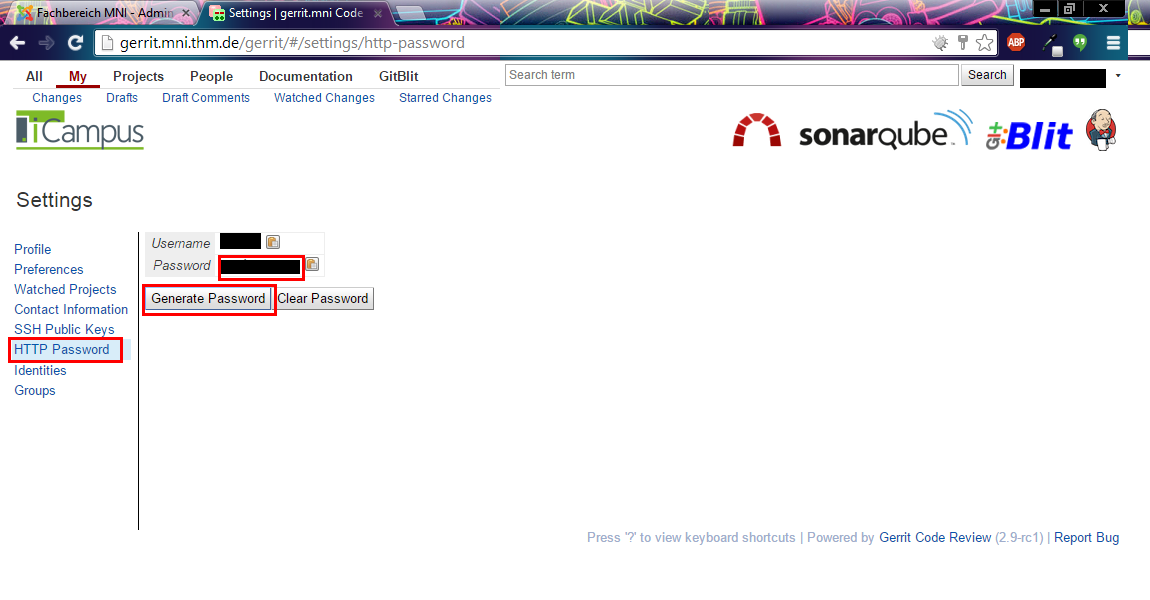 Fachbereich MNI - Admin
Settings | gerrit.mni Code
gerrit.mni.thm.de/gerrit/#/settings/http-password
ABP
All My Projects People Documentation GitBlit
Search term
Search
Changes Drafts Draft Comments Watched Changes Starred Changes
iCampus
sonarqube
Blit
Settings
Profile
Preferences
Watched Projects
Contact Information
SSH Public Keys
HTTP Password
Identities
Groups
Username
Password
Generate Password
Clear Password
Press '?' to view keyboard shortcuts | Powered by Gerrit Code Review (2.9-rc1) | Report Bug